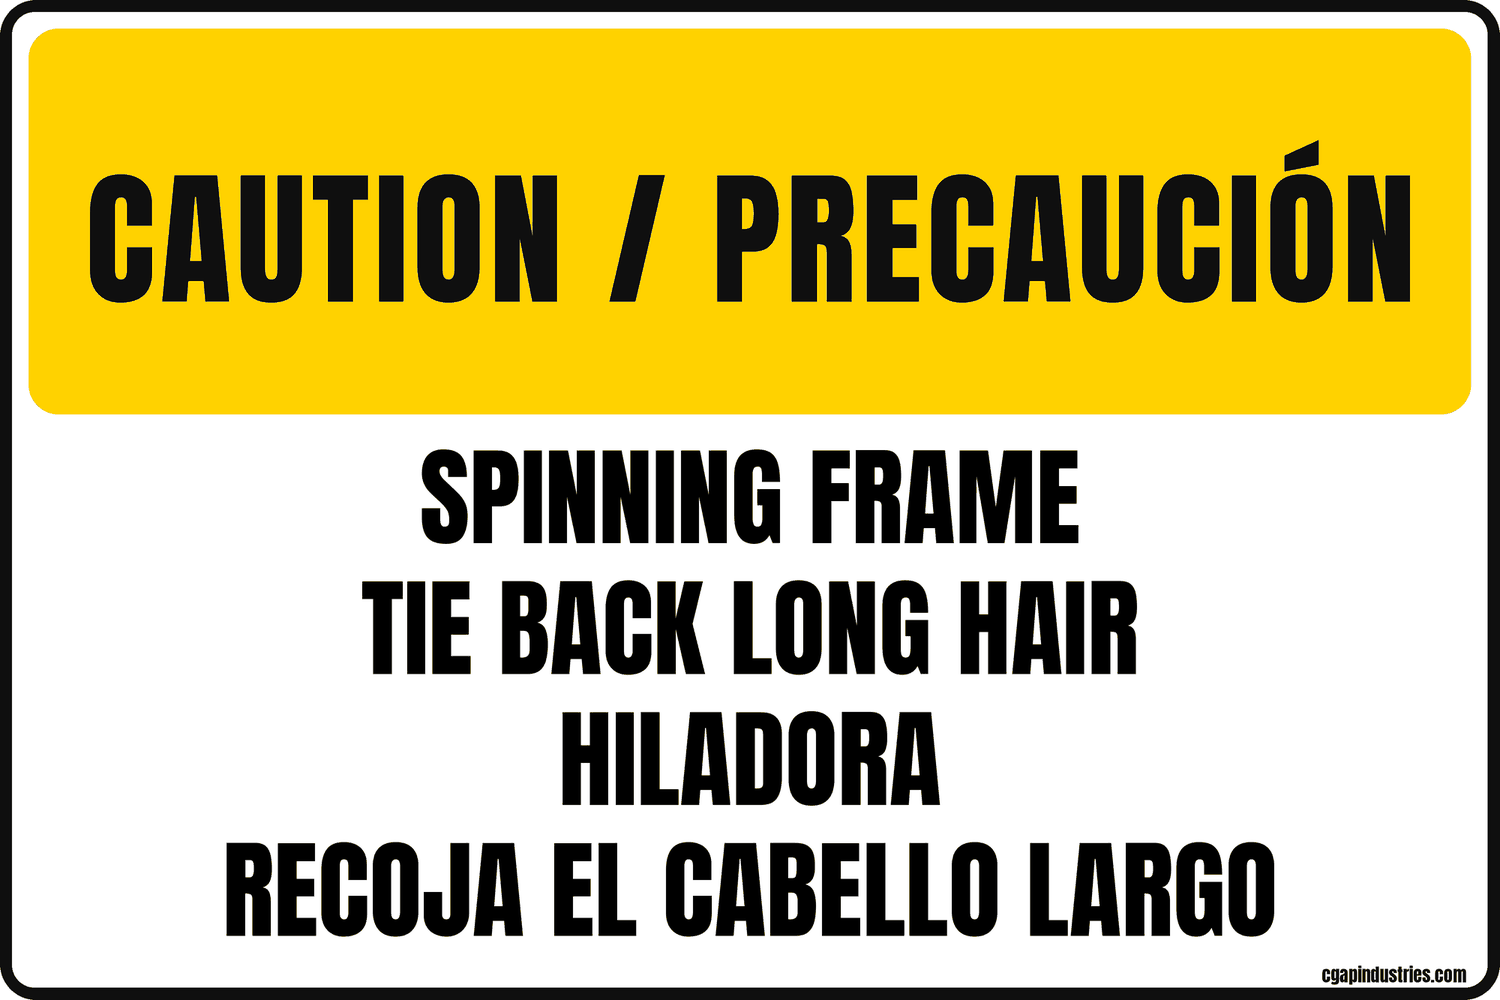 CAUTION / PRECAUCIÓN
SPINNING FRAME
TIE BACK LONG HAIR
HILADORA
RECOJA EL CABELLO LARGO
cgapindustries.com